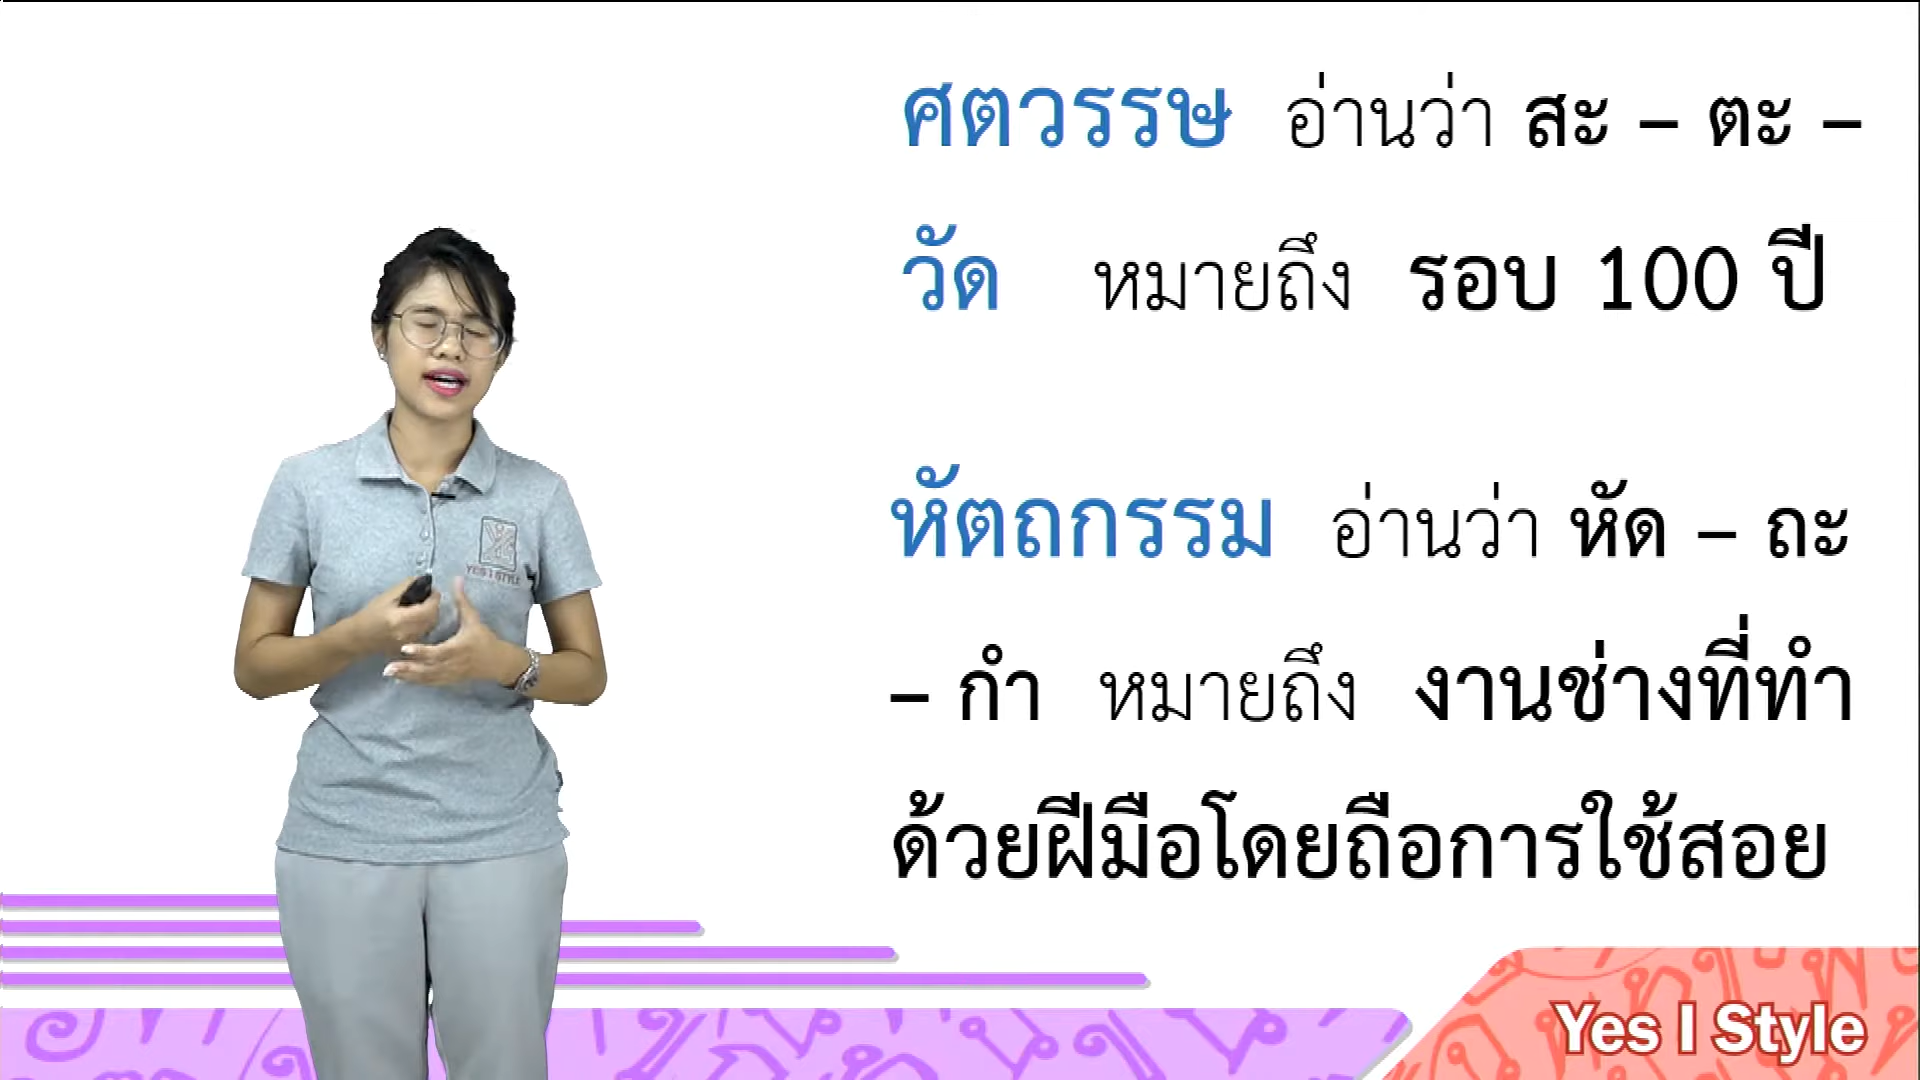 ศตวรรษ อ่านว่า สะ – ตะ –
วัด หมายถึง รอบ 100 ปี
หัตถกรรม อ่านว่า หัด – ถะ
– กำ หมายถึง งานช่างที่ทำ
ด้วยฝีมือโดยถือการใช้สอย
YES I STYLE
Yes I Style